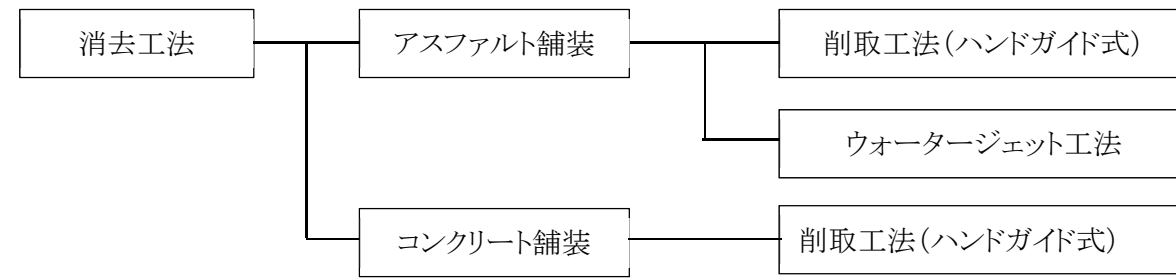 消去工法
アスファルト舗装
削取工法(ハンドガイド式)
ウォータージェット工法
コンクリート舗装
削取工法(ハンドガイド式)